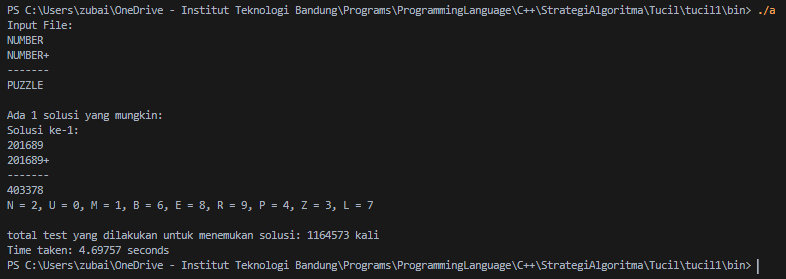 PS C:\Users\zubai\OneDrive - Institut Teknologi Bandung\Programs\ProgrammingLanguage\C++\StrategiAlgoritma\Tucil\tucil1\bin> ./a
Input File:
NUMBER
NUMBER+
-------
PUZZLE

Ada 1 solusi yang mungkin:
Solusi ke-1:
201689
201689+
-------
403378
N = 2, U = 0, M = 1, B = 6, E = 8, R = 9, P = 4, Z = 3, L = 7

total test yang dilakukan untuk menemukan solusi: 1164573 kali
Time taken: 4.69757 seconds
PS C:\Users\zubai\OneDrive - Institut Teknologi Bandung\Programs\ProgrammingLanguage\C++\StrategiAlgoritma\Tucil\tucil1\bin>